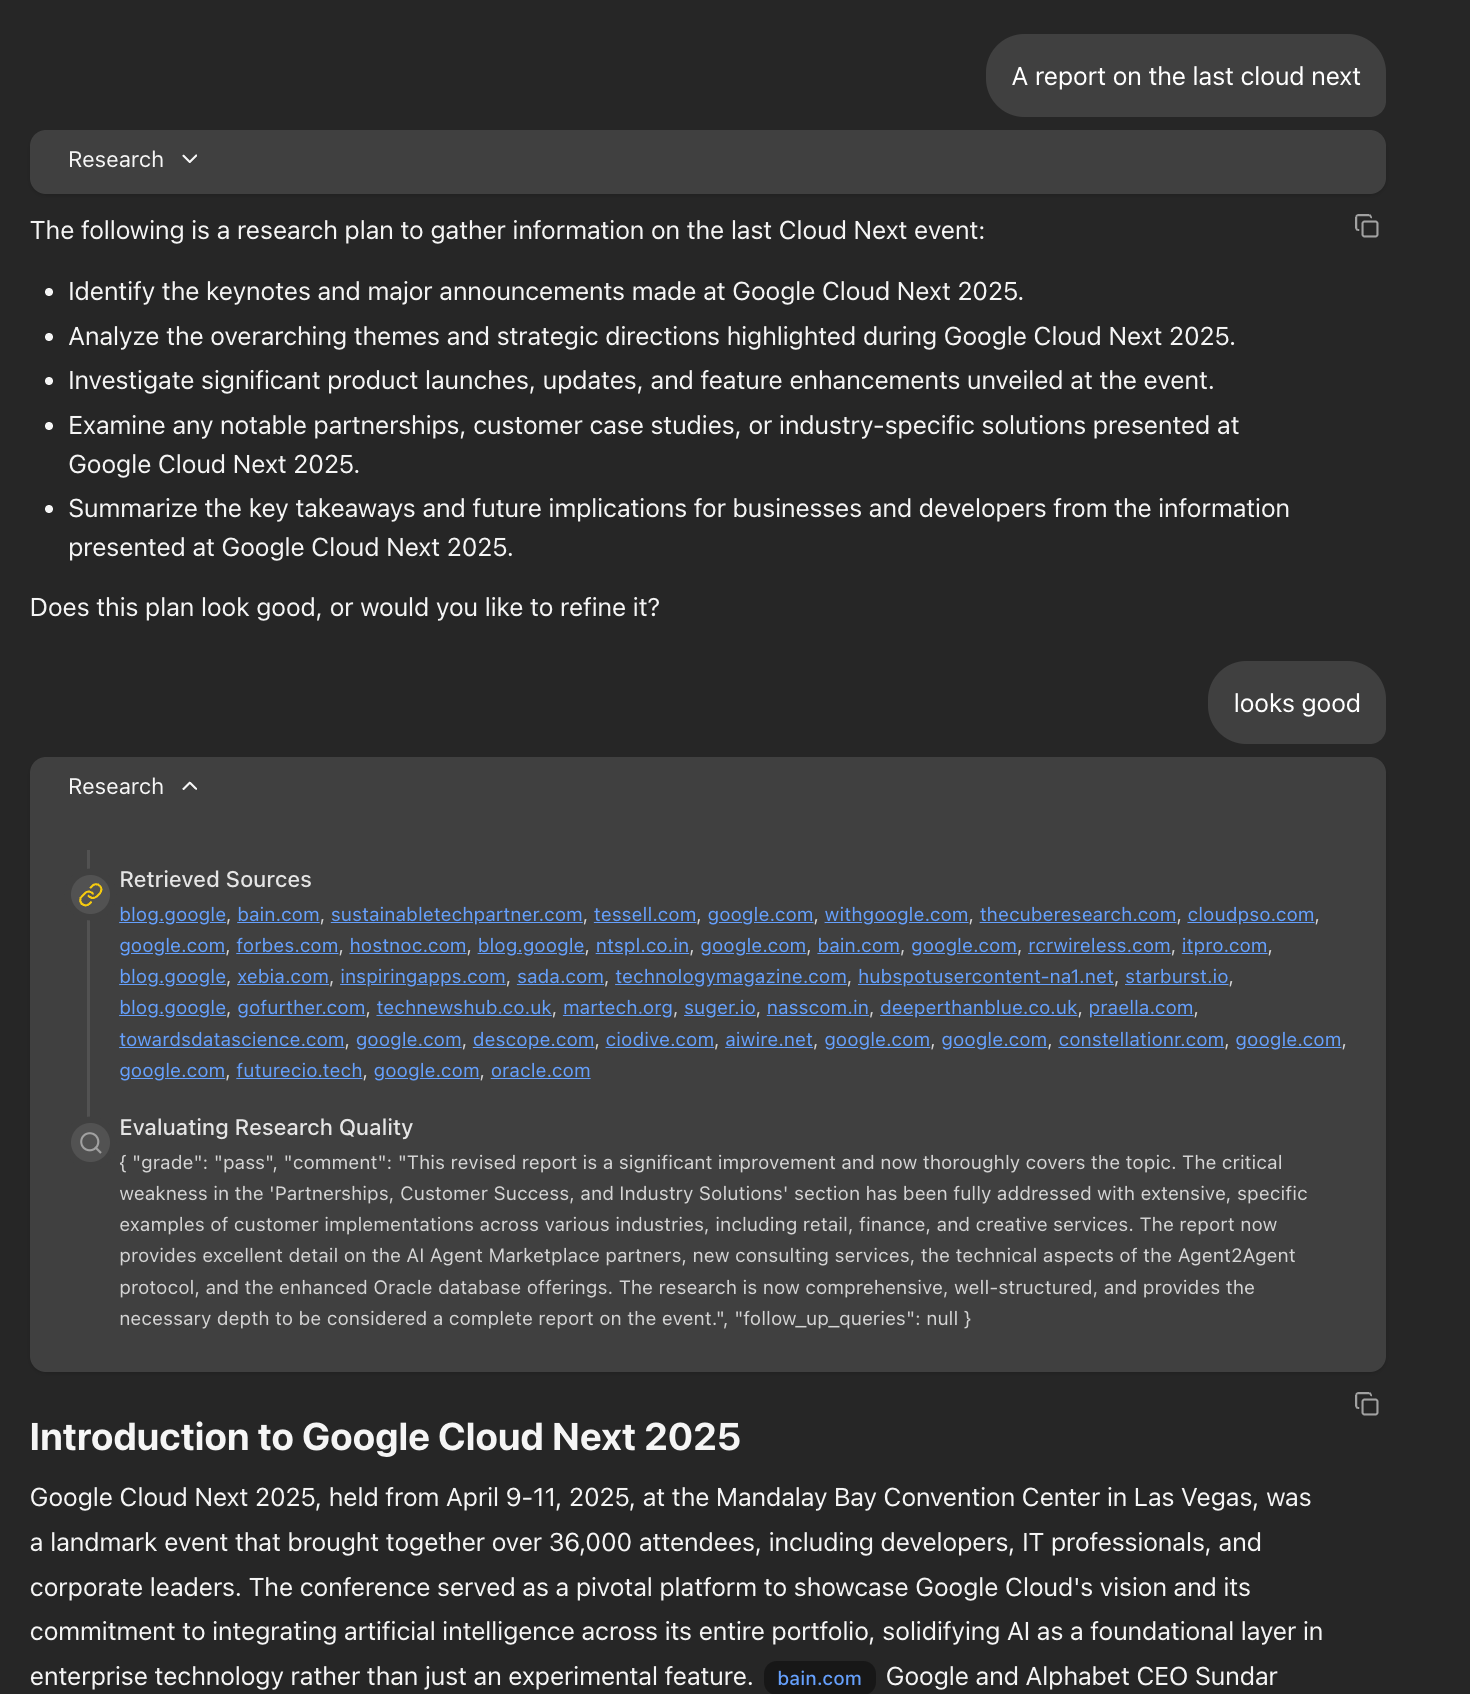 A report on the last cloud next
Research
The following is a research plan to gather information on the last Cloud Next event:
• Identify the keynotes and major announcements made at Google Cloud Next 2025.
• Analyze the overarching themes and strategic directions highlighted during Google Cloud Next 2025.
• Investigate significant product launches, updates, and feature enhancements unveiled at the event.
• Examine any notable partnerships, customer case studies, or industry-specific solutions presented at
Google Cloud Next 2025.
• Summarize the key takeaways and future implications for businesses and developers from the information
presented at Google Cloud Next 2025.
Does this plan look good, or would you like to refine it?
looks good
Research
Retrieved Sources
blog.google, bain.com, sustainabletechpartner.com, tessell.com, google.com, withgoogle.com, thecuberesearch.com, cloudpso.com,
google.com, forbes.com, hostnoc.com, blog.google, ntspl.co.in, google.com, bain.com, google.com, rcrwireless.com, itpro.com,
blog.google, xebia.com, inspiringapps.com, sada.com, technologymagazine.com, hubspotusercontent-na1.net, starburst.io,
blog.google, gofurther.com, technewshub.co.uk, martech.org, suger.io, nasscom.in, deeperthanblue.co.uk, praella.com,
towardsdatascience.com, google.com, descope.com, ciodive.com, aiwire.net, google.com, google.com, constellationr.com, google.com,
google.com, futurecio.tech, google.com, oracle.com
Evaluating Research Quality
{ "grade": "pass", "comment": "This revised report is a significant improvement and now thoroughly covers the topic. The critical
weakness in the 'Partnerships, Customer Success, and Industry Solutions' section has been fully addressed with extensive, specific
examples of customer implementations across various industries, including retail, finance, and creative services. The report now
provides excellent detail on the AI Agent Marketplace partners, new consulting services, the technical aspects of the Agent2Agent
protocol, and the enhanced Oracle database offerings. The research is now comprehensive, well-structured, and provides the
necessary depth to be considered a complete report on the event.", "follow_up_queries": null }
Introduction to Google Cloud Next 2025
Google Cloud Next 2025, held from April 9-11, 2025, at the Mandalay Bay Convention Center in Las Vegas, was
a landmark event that brought together over 36,000 attendees, including developers, IT professionals, and
corporate leaders. The conference served as a pivotal platform to showcase Google Cloud's vision and its
commitment to integrating artificial intelligence across its entire portfolio, solidifying AI as a foundational layer in
enterprise technology rather than just an experimental feature. bain.com Google and Alphabet CEO Sundar